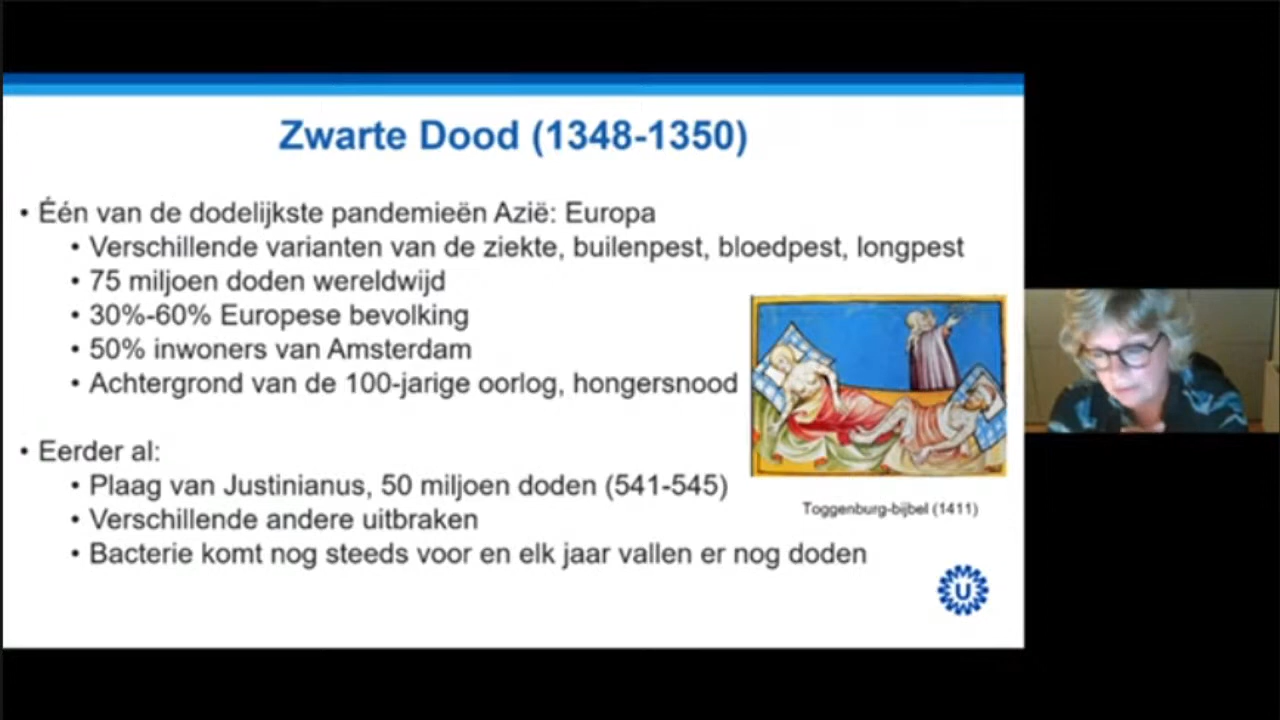 Zwarte Dood (1348-1350)
• Één van de dodelijkste pandemieën Azië: Europa
• Verschillende varianten van de ziekte, builenpest, bloedpest, longpest
• 75 miljoen doden wereldwijd
• 30%-60% Europese bevolking
• 50% inwoners van Amsterdam
• Achtergrond van de 100-jarige oorlog, hongersnood
• Eerder al:
• Plaag van Justinianus, 50 miljoen doden (541-545)
• Verschillende andere uitbraken
• Bacterie komt nog steeds voor en elk jaar vallen er nog doden
Toggenburg-bijbel (1411)
U